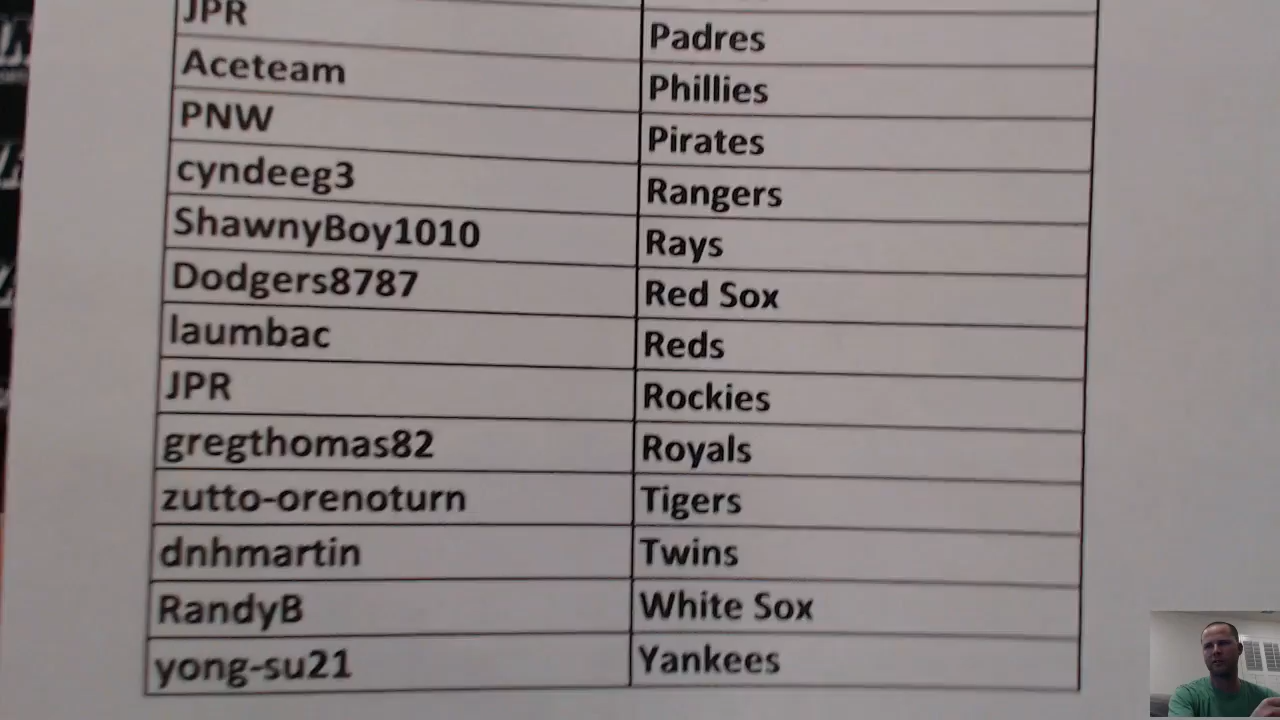 JPR Padres
Aceteam Phillies
PNW Pirates
cyndeeg3 Rangers
ShawnyBoy1010 Rays
Dodgers8787 Red Sox
laumbac Reds
JPR Rockies
gregthomas82 Royals
zutto-orenoturn Tigers
dnhmartin Twins
RandyB White Sox
yong-su21 Yankees